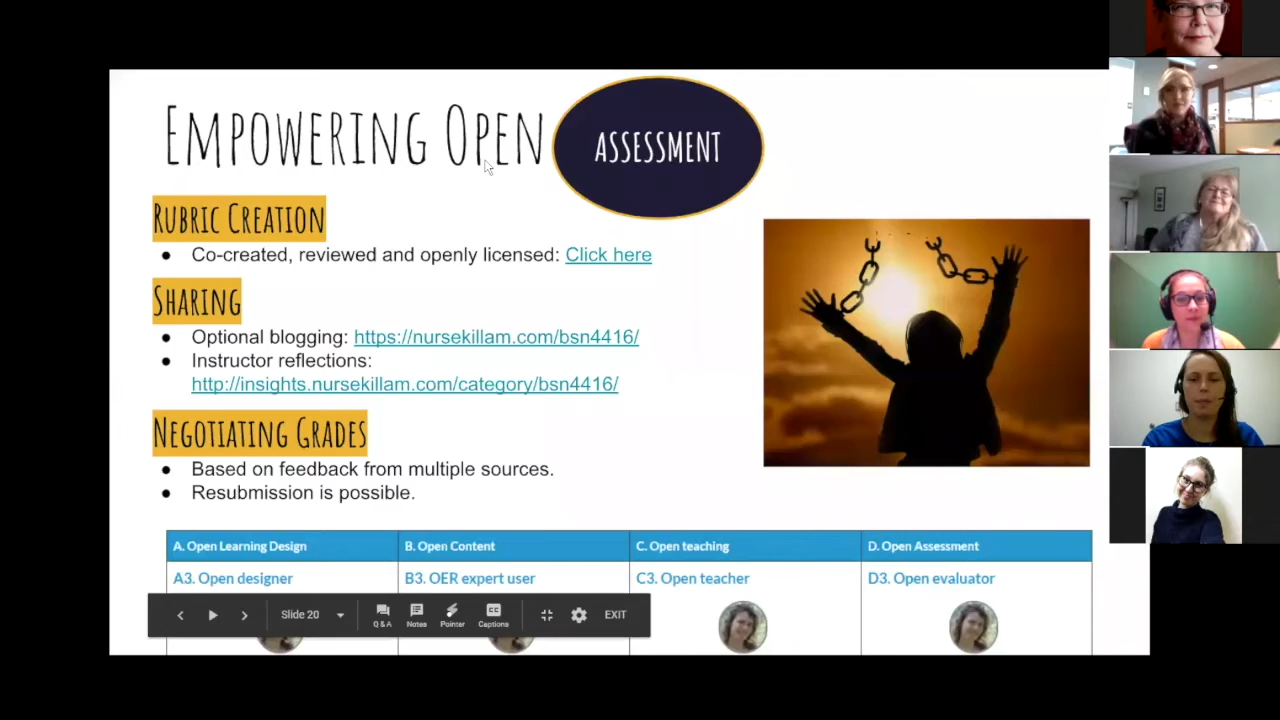 Empowering Open
Assessment
Rubric Creation
● Co-created, reviewed and openly licensed: Click here
Sharing
● Optional blogging: https://nursekillam.com/bsn4416/
● Instructor reflections:
http://insights.nursekillam.com/category/bsn4416/
Negotiating Grades
● Based on feedback from multiple sources.
● Resubmission is possible.
A. Open Learning Design
B. Open Content
C. Open teaching
D. Open Assessment
A3. Open designer
B3. OER expert user
C3. Open teacher
D3. Open evaluator
Slide 20
Q & A
Notes
Pointer
CC
Captions
EXIT